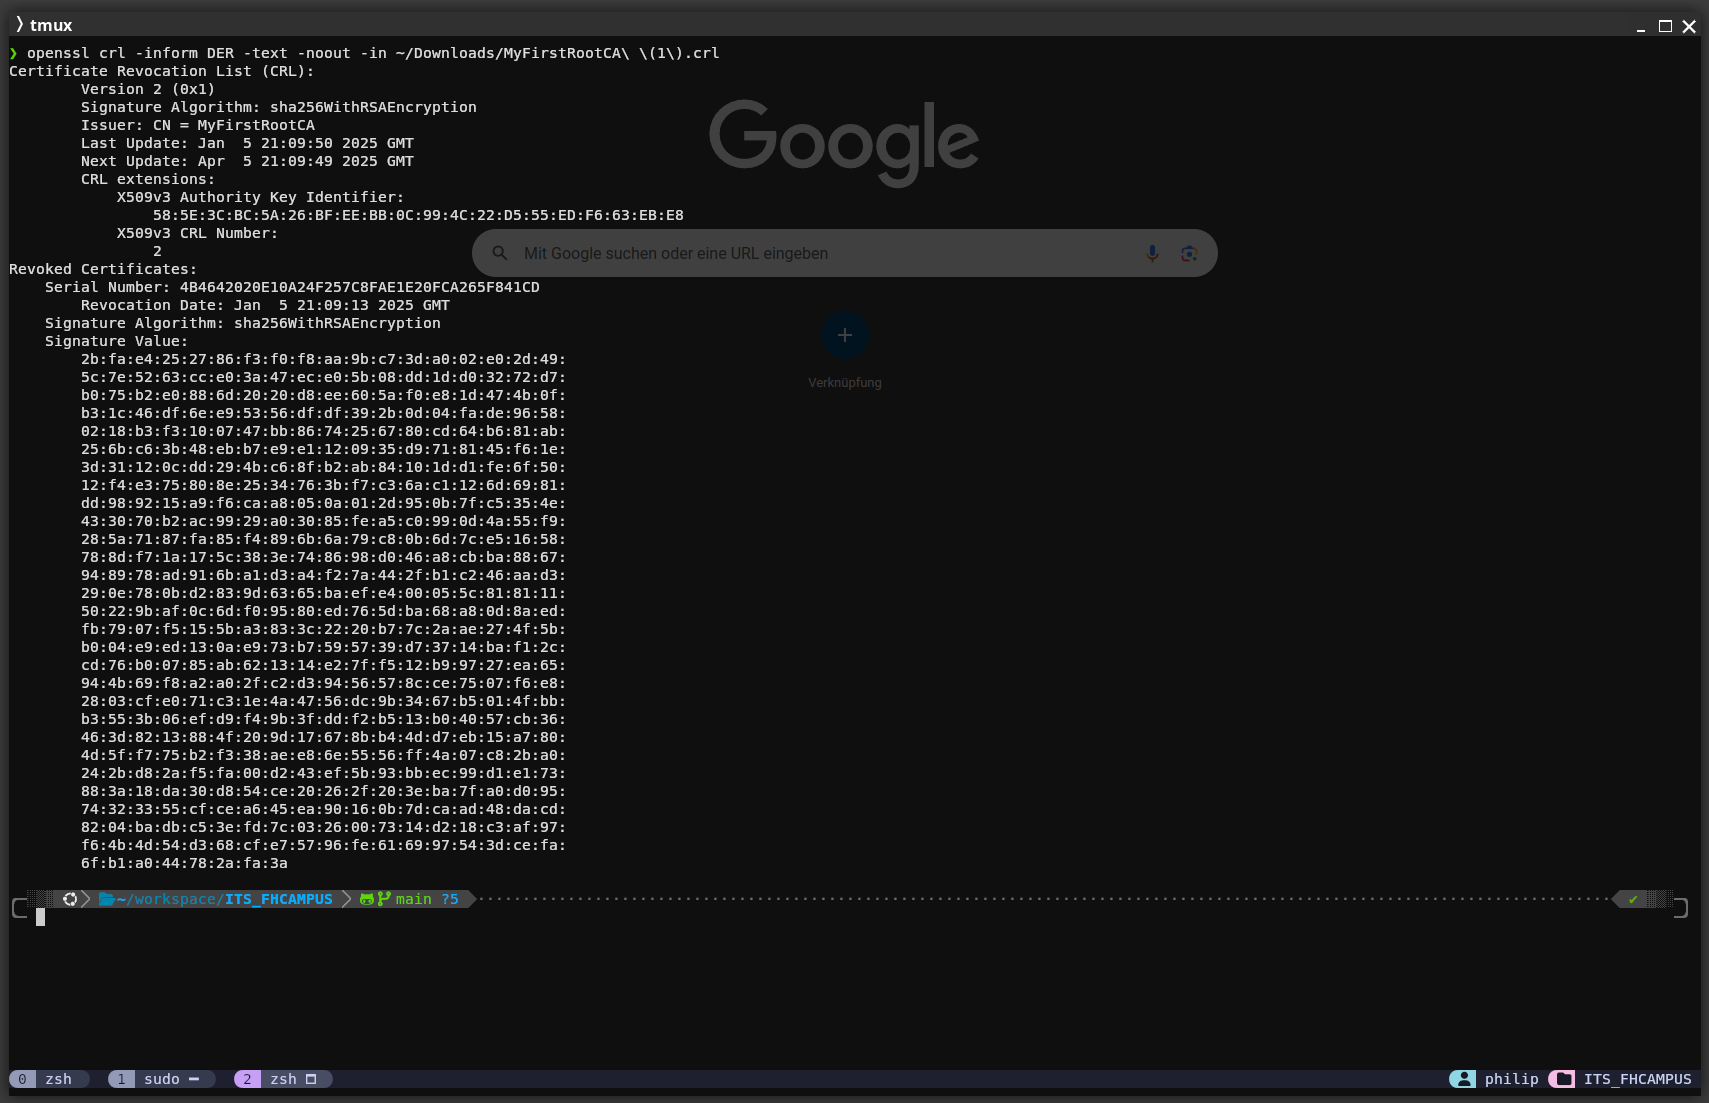 tmux
❯ openssl crl -inform DER -text -noout -in ~/Downloads/MyFirstRootCA\ \(1\).crl
Certificate Revocation List (CRL):
Version 2 (0x1)
Signature Algorithm: sha256WithRSAEncryption
Issuer: CN = MyFirstRootCA
Last Update: Jan  5 21:09:50 2025 GMT
Next Update: Apr  5 21:09:49 2025 GMT
CRL extensions:
X509v3 Authority Key Identifier:
58:5E:3C:BC:5A:26:BF:EE:BB:0C:99:4C:22:D5:55:ED:F6:63:EB:E8
X509v3 CRL Number:
2
Revoked Certificates:
Serial Number: 4B4642020E10A24F257C8FAE1E20FCA265F841CD
Revocation Date: Jan  5 21:09:13 2025 GMT
Signature Algorithm: sha256WithRSAEncryption
Signature Value:
2b:fa:e4:25:27:86:f3:f0:f8:aa:9b:c7:3d:a0:02:e0:2d:49:
5c:7e:52:63:cc:e0:3a:47:ec:e0:5b:08:dd:1d:d0:32:72:d7:
b0:75:b2:e0:88:6d:20:20:d8:ee:60:5a:f0:e8:1d:47:4b:0f:
b3:1c:46:df:6e:e9:53:56:df:df:39:2b:0d:04:fa:de:96:58:
02:18:b3:f3:10:07:47:bb:86:74:25:67:80:cd:64:b6:81:ab:
25:6b:c6:3b:48:eb:b7:e9:e1:12:09:35:d9:71:81:45:f6:1e:
3d:31:12:0c:dd:29:4b:c6:8f:b2:ab:84:10:1d:d1:fe:6f:50:
12:f4:e3:75:80:8e:25:34:76:3b:f7:c3:6a:c1:12:6d:69:81:
dd:98:92:15:a9:f6:ca:a8:05:0a:01:2d:95:0b:7f:c5:35:4e:
43:30:70:b2:ac:99:29:a0:30:85:fe:a5:c0:99:0d:4a:55:f9:
28:5a:71:87:fa:85:f4:89:6b:6a:79:c8:0b:6d:7c:e5:16:58:
78:8d:f7:1a:17:5c:38:3e:74:86:98:d0:46:a8:cb:ba:88:67:
94:89:78:ad:91:6b:a1:d3:a4:f2:7a:44:2f:b1:c2:46:aa:d3:
29:0e:78:0b:d2:83:9d:63:65:ba:ef:e4:00:05:5c:81:81:11:
50:22:9b:af:0c:6d:f0:95:80:ed:76:5d:ba:68:a8:0d:8a:ed:
fb:79:07:f5:15:5b:a3:83:3c:22:20:b7:7c:2a:ae:27:4f:5b:
b0:04:e9:ed:13:0a:e9:73:b7:59:57:39:d7:37:14:ba:f1:2c:
cd:76:b0:07:85:ab:62:13:14:e2:7f:f5:12:b9:97:27:ea:65:
94:4b:69:f8:a2:a0:2f:c2:d3:94:56:57:8c:ce:75:07:f6:e8:
28:03:cf:e0:71:c3:1e:4a:47:56:dc:9b:34:67:b5:01:4f:bb:
b3:55:3b:06:ef:d9:f4:9b:3f:dd:f2:b5:13:b0:40:57:cb:36:
46:3d:82:13:88:4f:20:9d:17:67:8b:b4:4d:d7:eb:15:a7:80:
4d:5f:f7:75:b2:f3:38:ae:e8:6e:55:56:ff:4a:07:c8:2b:a0:
24:2b:d8:2a:f5:fa:00:d2:43:ef:5b:93:bb:ec:99:d1:e1:73:
88:3a:18:da:30:d8:54:ce:20:26:2f:20:3e:ba:7f:a0:d0:95:
74:32:33:55:cf:ce:a6:45:ea:90:16:0b:7d:ca:ad:48:da:cd:
82:04:ba:db:c5:3e:fd:7c:03:26:00:73:14:d2:18:c3:af:97:
f6:4b:4d:54:d3:68:cf:e7:57:96:fe:61:69:97:54:3d:ce:fa:
6f:b1:a0:44:78:2a:fa:3a
Google
Mit Google suchen oder eine URL eingeben
Verknüpfung
~/workspace/ITS_FHCAMPUS main ?5 ✔
0 zsh 1 sudo 2 zsh philip ITS_FHCAMPUS